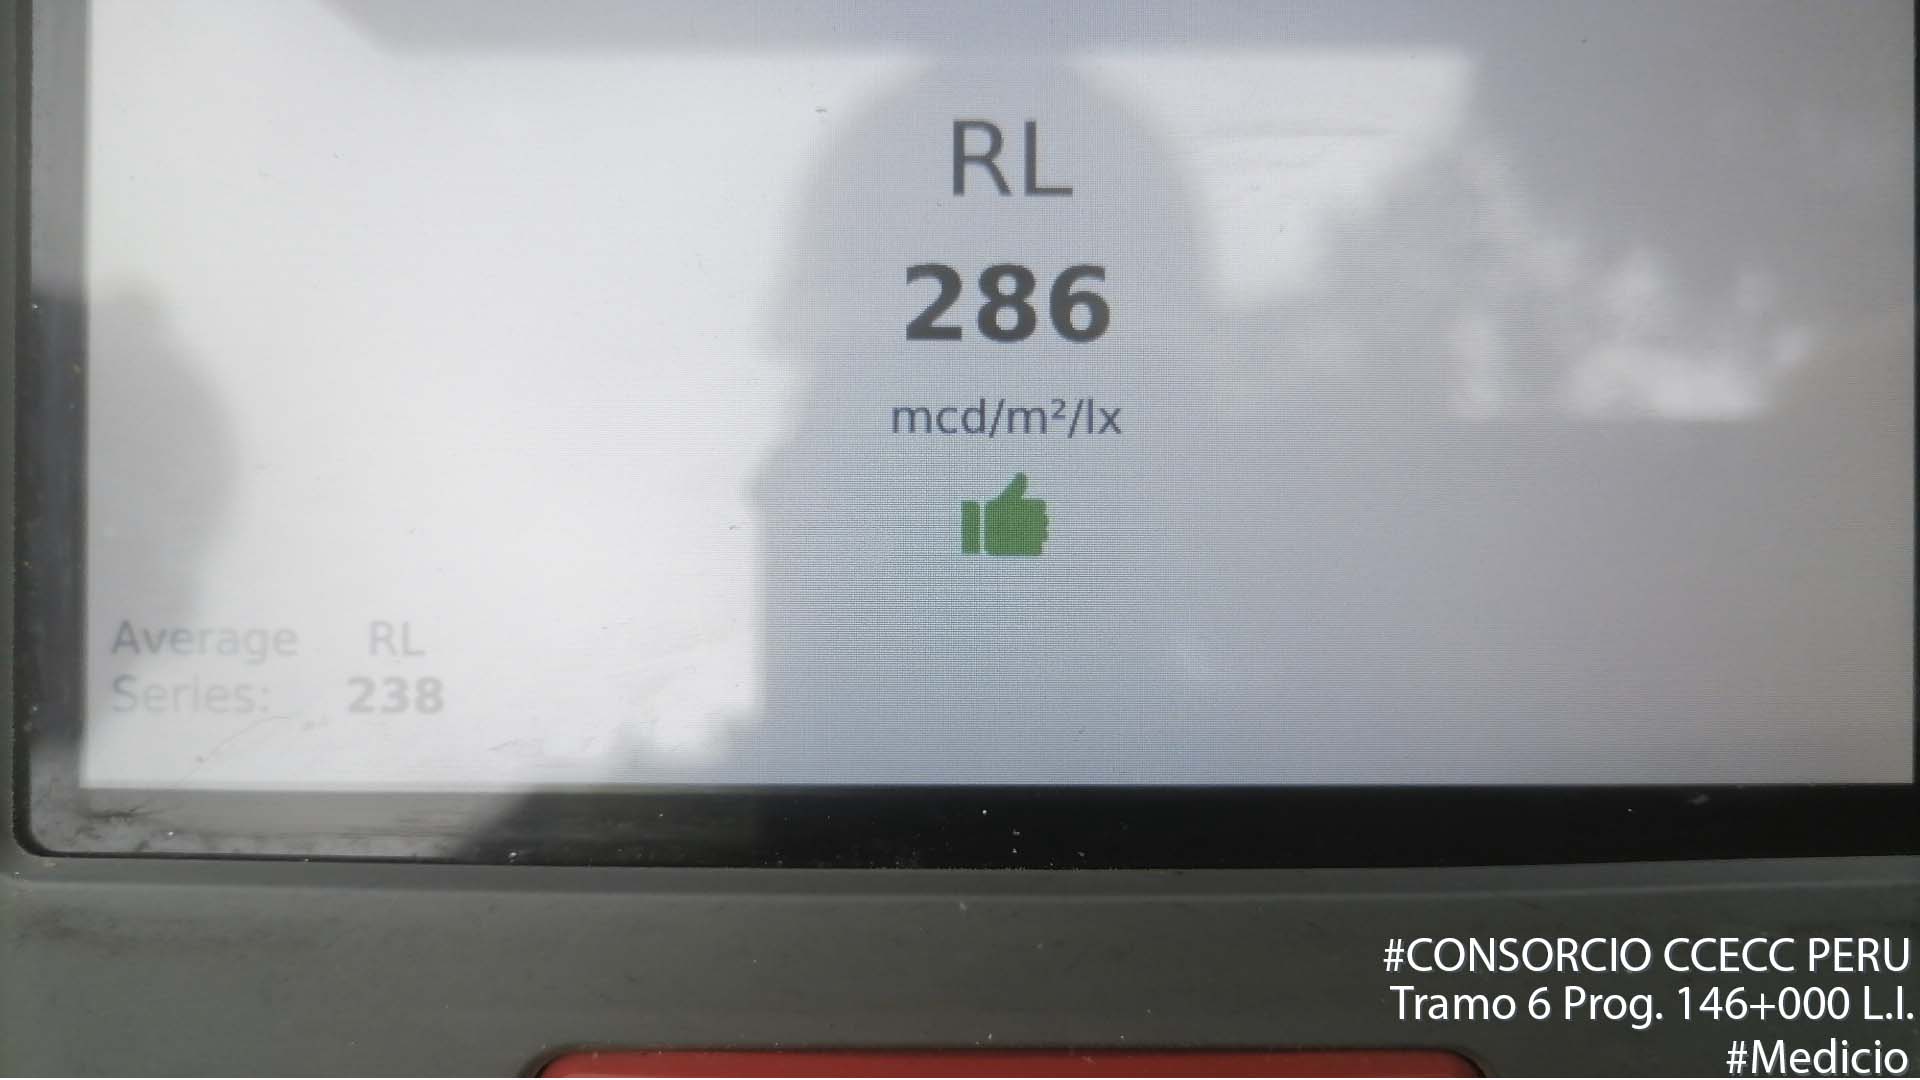 RL
286
mcd/m²/lx
Average RL
Series: 238
#CONSORCIO CCECC PERU
Tramo 6 Prog. 146+000 L.I.
#Medicio